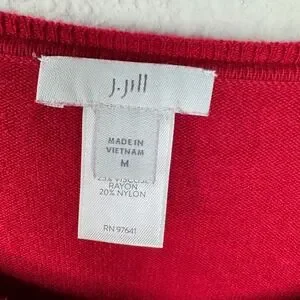 J.Jill
MADE IN
VIETNAM
M
RAYON
20% NYLON
RN 97641